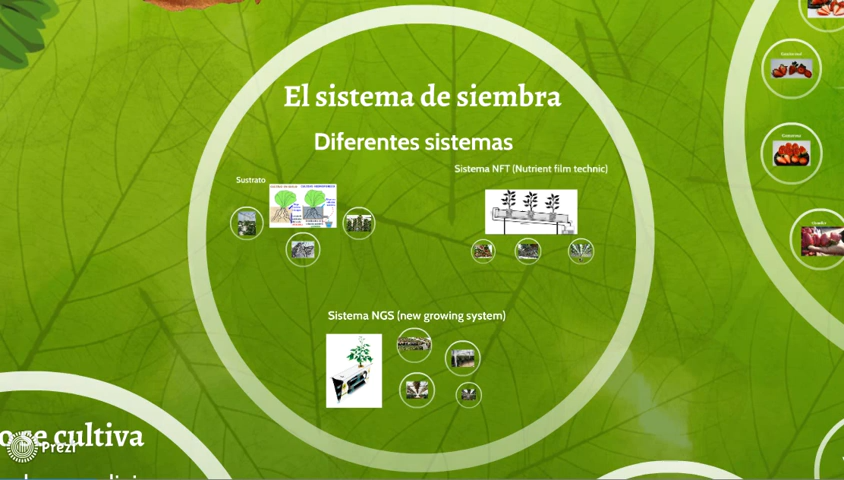 El sistema de siembra
Diferentes sistemas
Sustrato
Sistema NFT (Nutrient film technic)
Sistema NGS (new growing system)
se cultiva
Prezi